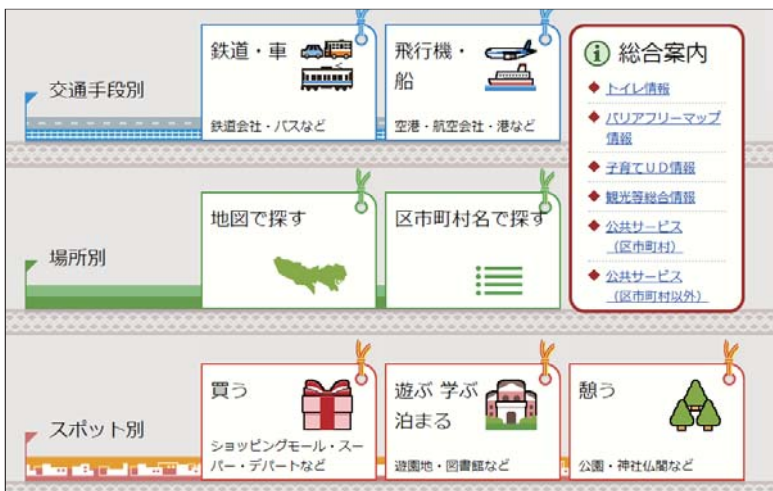 交通手段別
鉄道・車
鉄道会社・バスなど
飛行機・
船
空港・航空会社・港など
総合案内
トイレ情報
バリアフリーマップ
情報
子育てUD情報
観光等総合情報
公共サービス
(区市町村)
公共サービス
(区市町村以外)
場所別
地図で探す
区市町村名で探す
スポット別
買う
ショッピングモール・スー
パー・デパートなど
遊ぶ 学ぶ
泊まる
遊園地・図書館など
憩う
公園・神社仏閣など